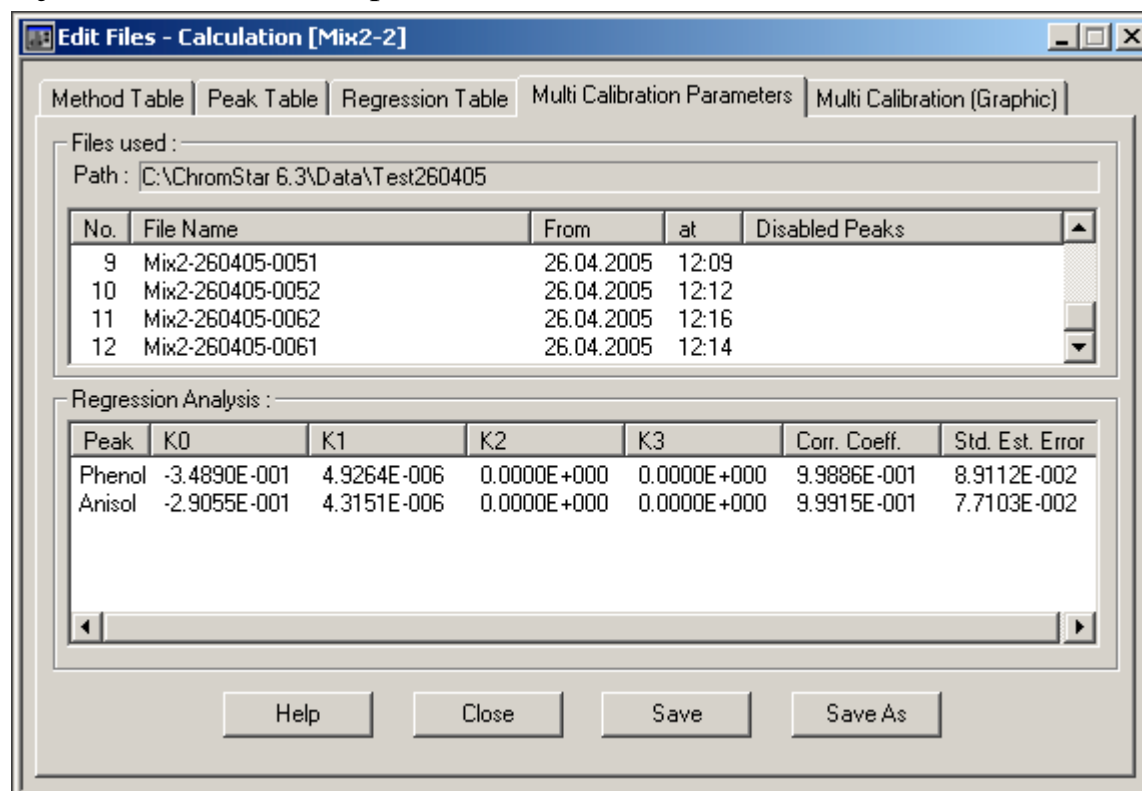 Edit Files - Calculation [Mix2-2]
Method Table Peak Table Regression Table Multi Calibration Parameters Multi Calibration (Graphic)
Files used :
Path : C:\ChromStar 6.3\Data\Test260405
No. File Name From at Disabled Peaks
9 Mix2-260405-0051 26.04.2005 12:09
10 Mix2-260405-0052 26.04.2005 12:12
11 Mix2-260405-0062 26.04.2005 12:16
12 Mix2-260405-0061 26.04.2005 12:14
Regression Analysis :
Peak K0 K1 K2 K3 Corr. Coeff. Std. Est. Error
Phenol -3.4890E-001 4.9264E-006 0.0000E+000 0.0000E+000 9.9886E-001 8.9112E-002
Anisol -2.9055E-001 4.3151E-006 0.0000E+000 0.0000E+000 9.9915E-001 7.7103E-002
Help Close Save Save As